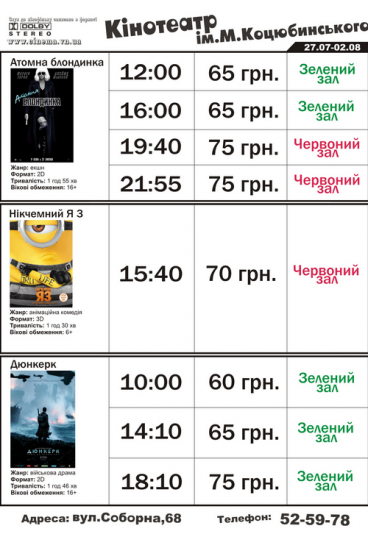 DOLBY
STEREO
www.cinema.vn.ua
Кінотеатр
ім.М.Коцюбинського
27.07-02.08
Атомна блондинка
Атомна
БЛОНДИНКА
Жанр: екшн
Формат: 2D
Тривалість: 1 год 55 хв
Вікові обмеження: 16+
12:00 65 грн. Зелений зал
16:00 65 грн. Зелений зал
19:40 75 грн. Червоний зал
21:55 75 грн. Червоний зал
Нікчемний Я 3
Жанр: анімаційна комедія
Формат: 3D
Тривалість: 1 год 30 хв
Вікові обмеження: 6+
15:40 70 грн. Червоний зал
Дюнкерк
ДЮНКЕРК
Жанр: військова драма
Формат: 2D
Тривалість: 1 год 46 хв
Вікові обмеження: 16+
10:00 60 грн. Зелений зал
14:10 65 грн. Зелений зал
18:10 75 грн. Зелений зал
Адреса: вул.Соборна,68 Телефон: 52-59-78